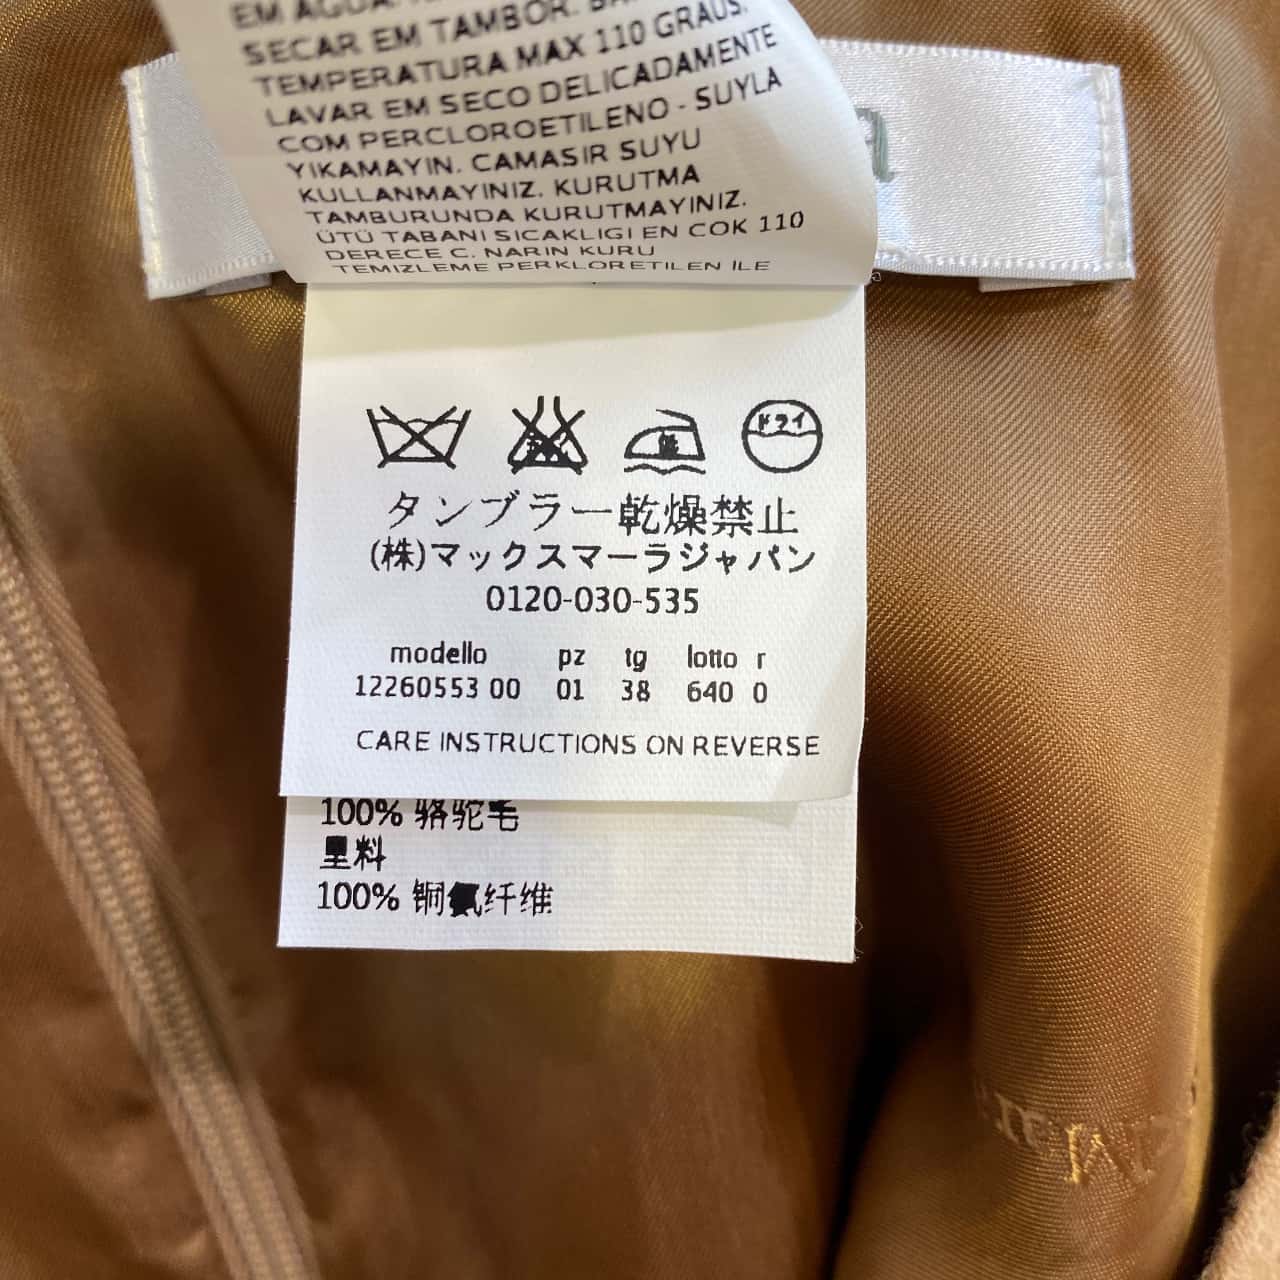 EM AGUA.
SECAR EM TAMBOR.
TEMPERATURA MAX 110 GRAUS.
LAVAR EM SECO DELICADAMENTE
COM PERCLOROETILENO - SUYLA
YIKAMAYIN. CAMASIR SUYU
KULLANMAYINIZ. KURUTMA
TAMBURUNDA KURUTMAYINIZ.
ÜTÜ TABANI SICAKLIGI EN COK 110
DERECE C. NARIN KURU
TEMIZLEME PERKLORETILEN ILE
a
低
ドライ
タンブラー乾燥禁止
(株)マックスマーラジャパン
0120-030-535
modello pz tg lotto r
12260553 00 01 38 640 0
CARE INSTRUCTIONS ON REVERSE
100% 骆驼毛
里料
100% 铜氨纤维